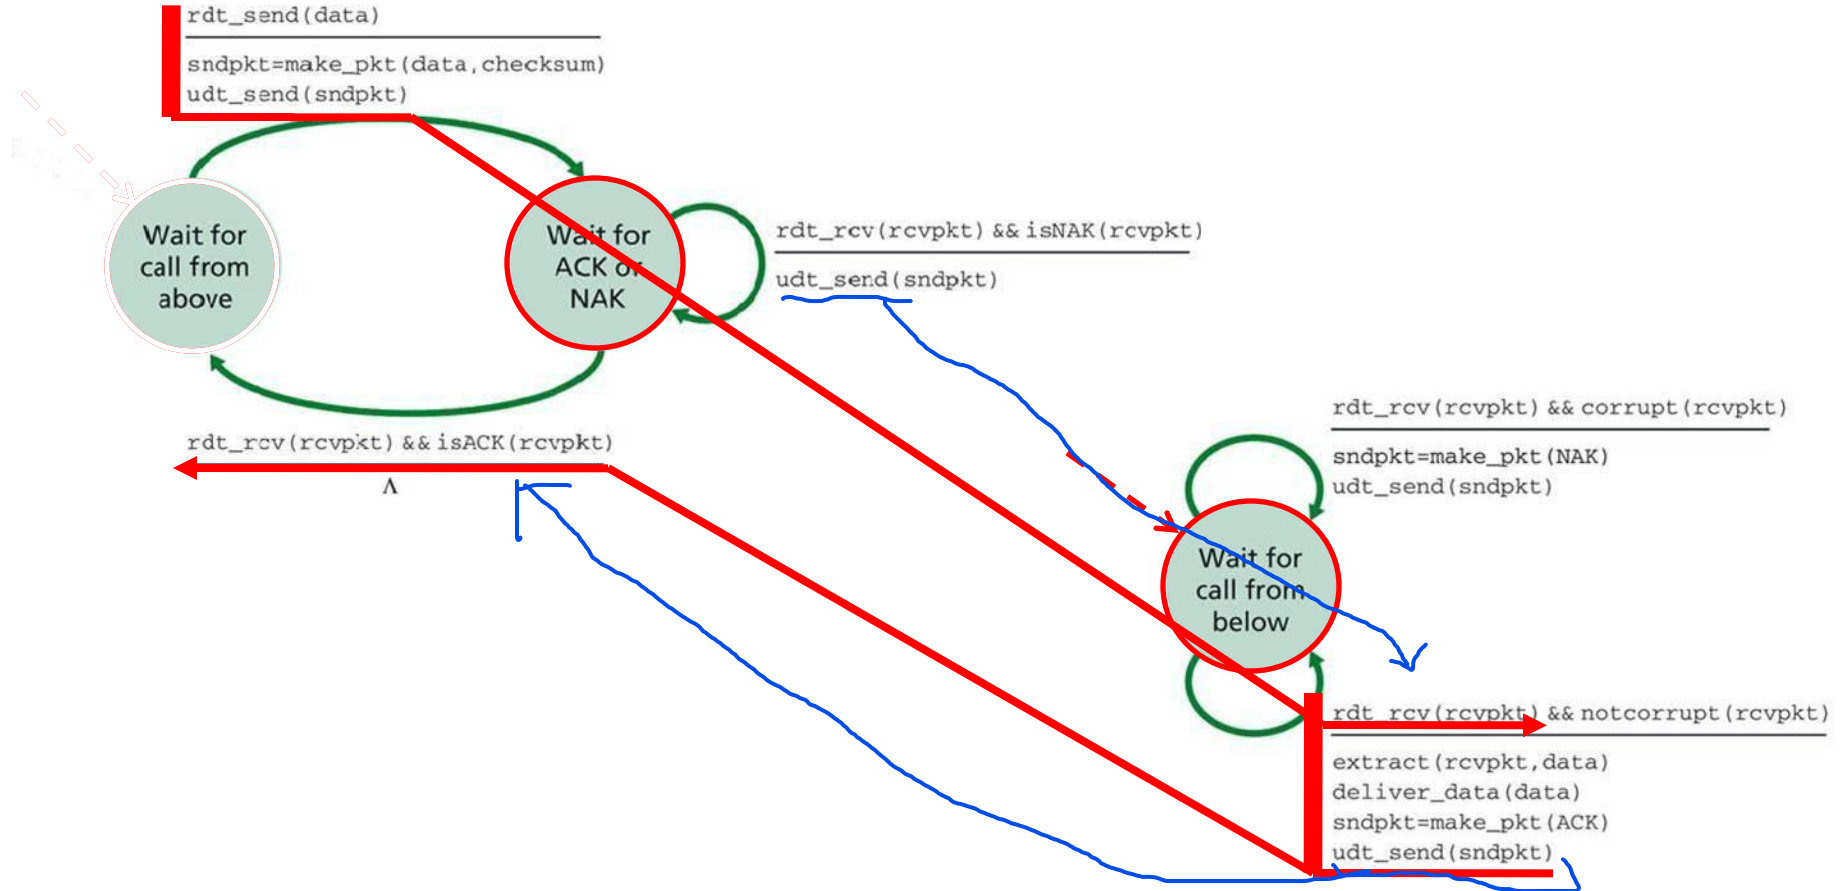 rdt_send(data)
sndpkt=make_pkt(data,checksum)
udt_send(sndpkt)
Wait for
call from
above
Wait for
ACK or
NAK
rdt_rcv(rcvpkt) && isNAK(rcvpkt)
udt_send(sndpkt)
rdt_rcv(rcvpkt) && isACK(rcvpkt)
Λ
rdt_rcv(rcvpkt) && corrupt(rcvpkt)
sndpkt=make_pkt(NAK)
udt_send(sndpkt)
Wait for
call from
below
rdt_rcv(rcvpkt) && notcorrupt(rcvpkt)
extract(rcvpkt,data)
deliver_data(data)
sndpkt=make_pkt(ACK)
udt_send(sndpkt)